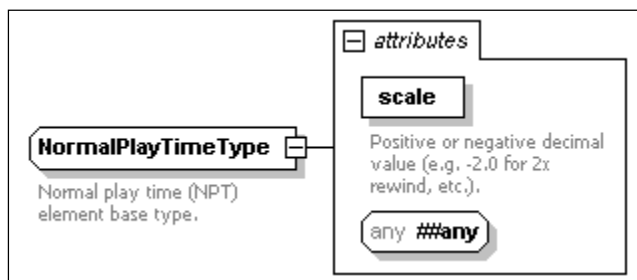 attributes
scale
Positive or negative decimal
value (e.g. -2.0 for 2x
rewind, etc.).
any ##any
NormalPlayTimeType
Normal play time (NPT)
element base type.